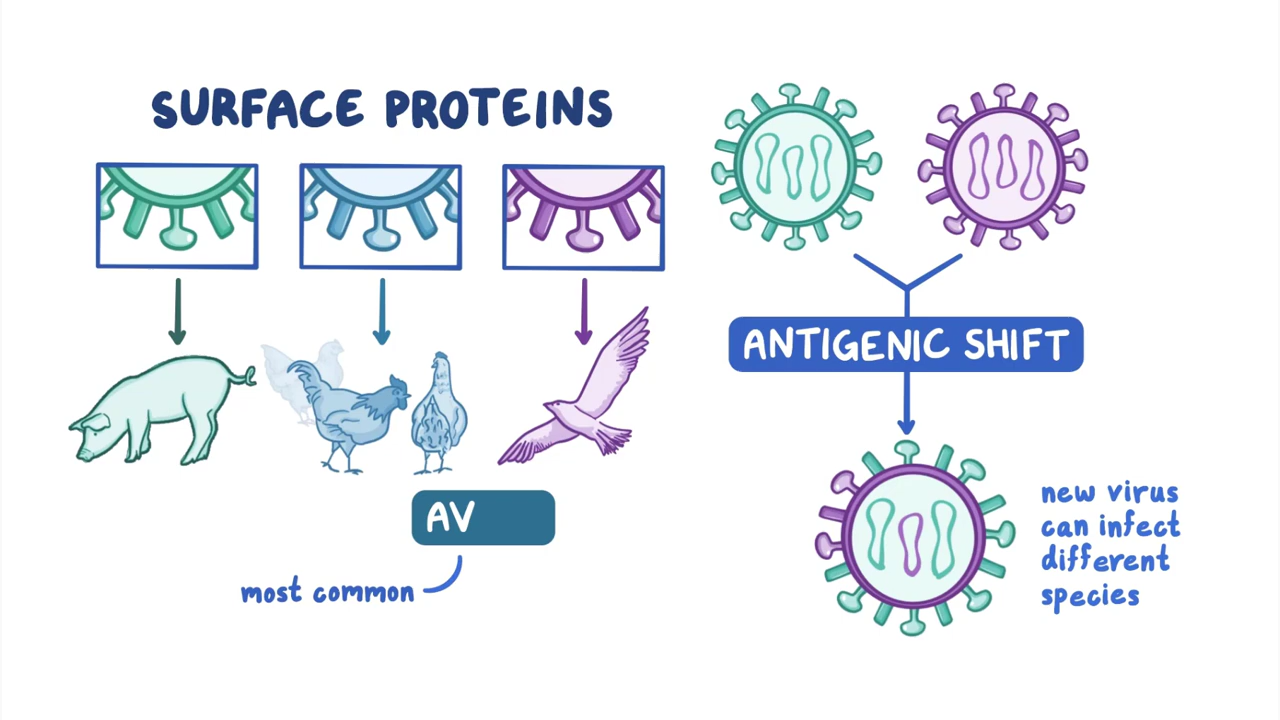 SURFACE PROTEINS
AV
most common
ANTIGENIC SHIFT
new virus
can infect
different
species